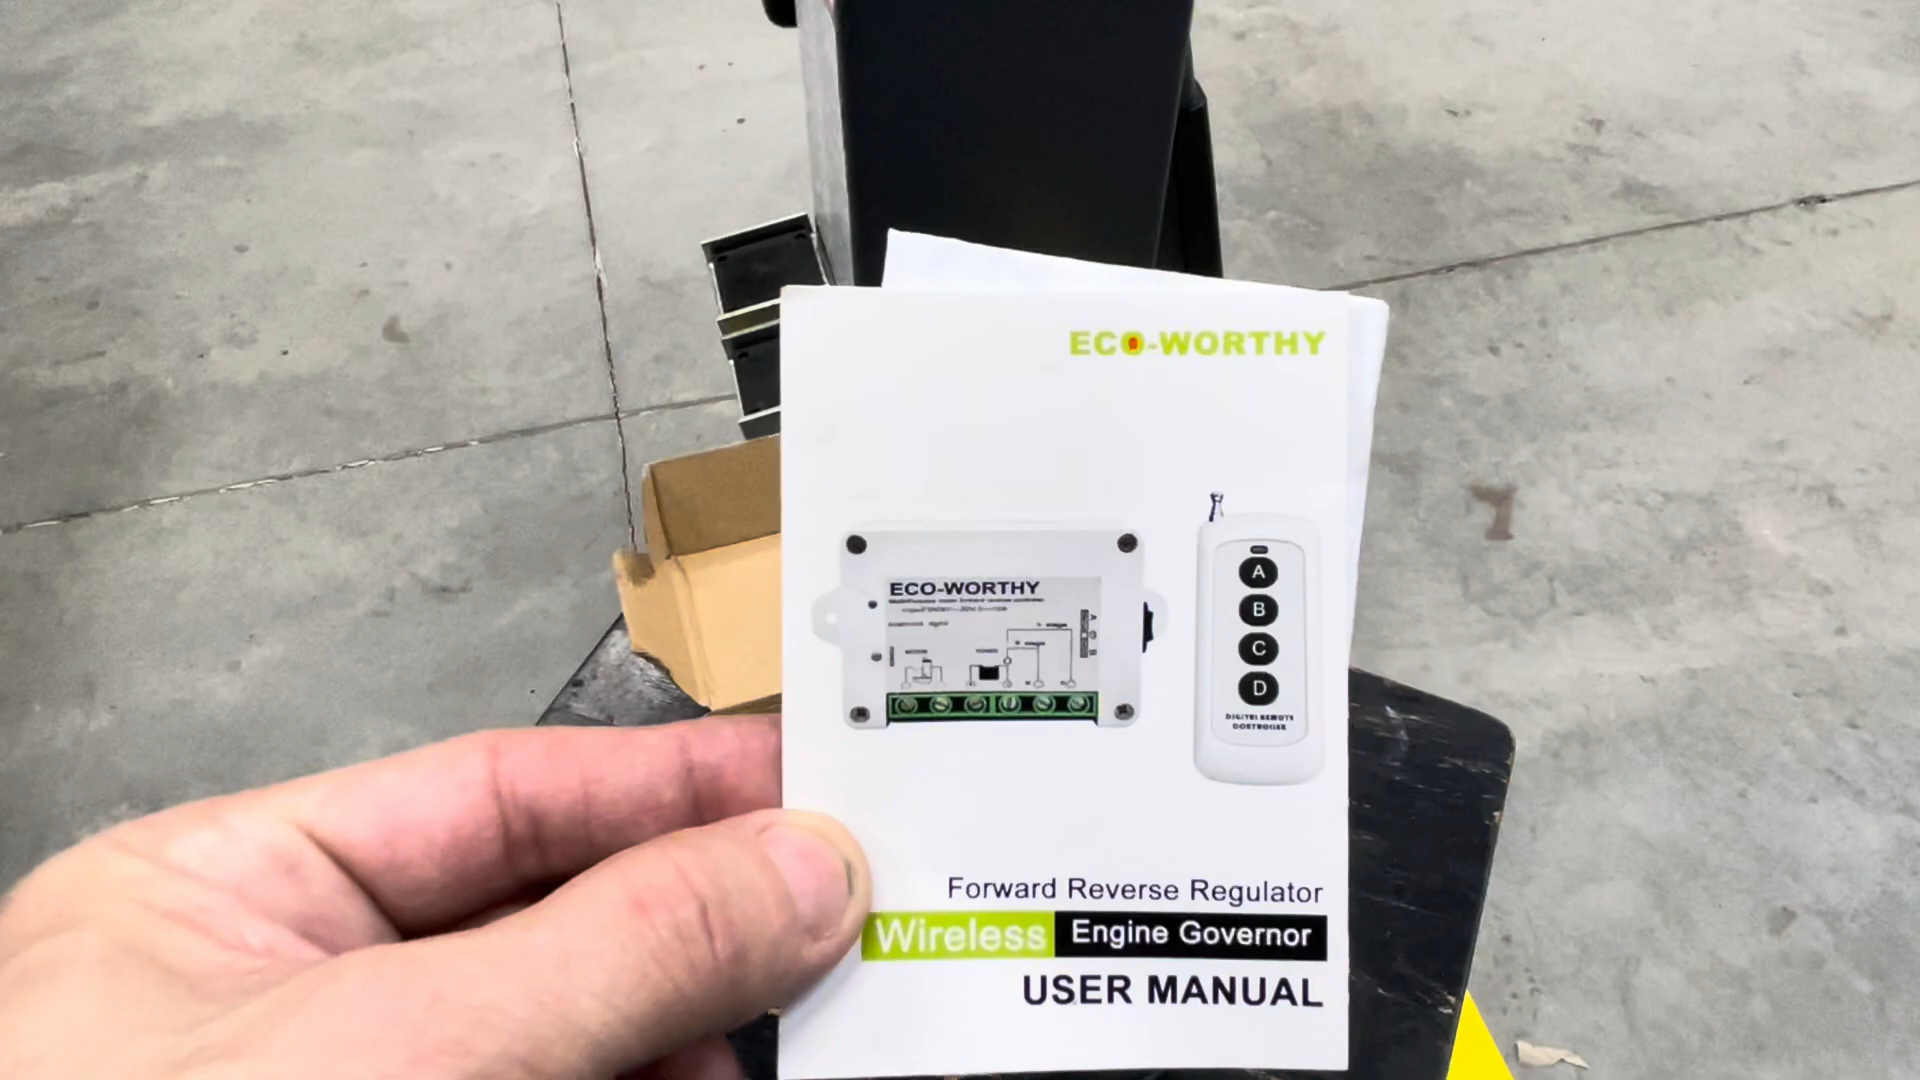 ECO-WORTHY
ECO-WORTHY
A
B
C
D
Forward Reverse Regulator
Wireless Engine Governor
USER MANUAL